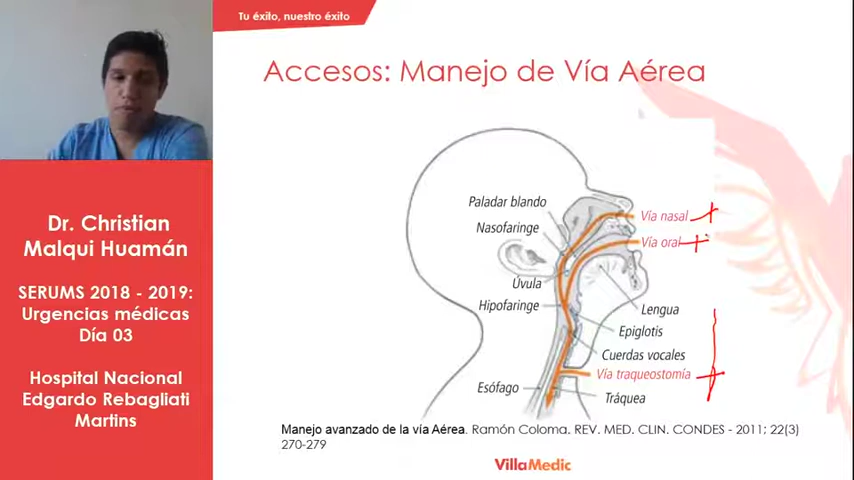 Tu éxito, nuestro éxito
Accesos: Manejo de Vía Aérea
Dr. Christian
Malqui Huamán
SERUMS 2018 - 2019:
Urgencias médicas
Día 03
Hospital Nacional
Edgardo Rebagliati
Martins
Paladar blando
Vía nasal
Nasofaringe
Vía oral
Úvula
Hipofaringe
Lengua
Epiglotis
Cuerdas vocales
Vía traqueostomía
Esófago
Tráquea
Manejo avanzado de la vía Aérea. Ramón Coloma. REV. MED. CLIN. CONDES - 2011; 22(3)
270-279
VillaMedic